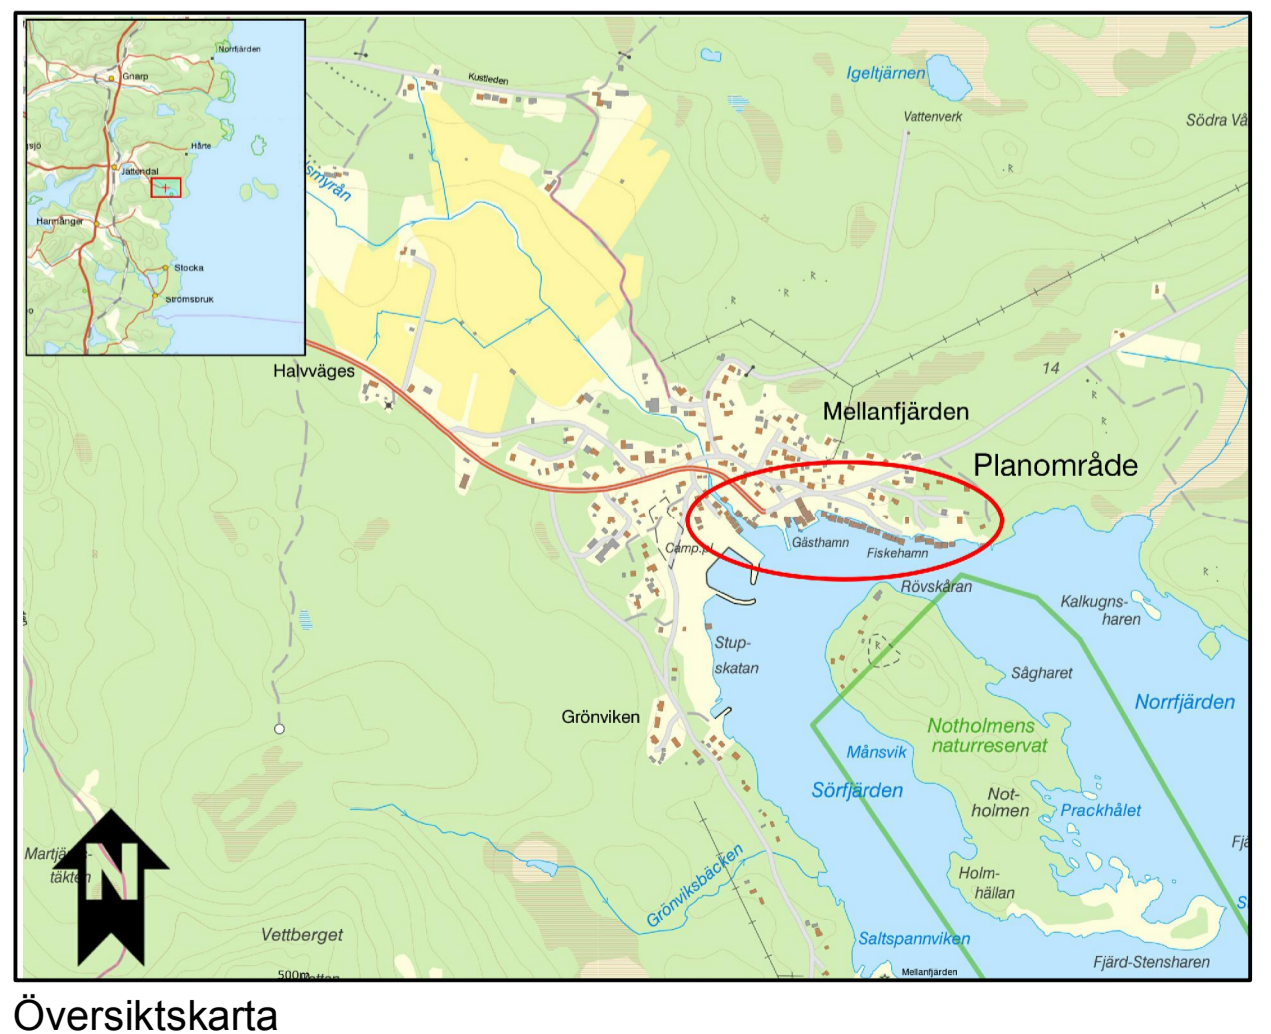 Norrfjärden
Gnarp
Hårte
Jättendal
Harmånger
Stocka
Strömsbruk
Kustleden
Igeltjärnen
Vattenverk
Södra Vå
smyrån
Halvväges
14
Mellanfjärden
Planområde
Camp.pl
Gästhamn
Fiskehamn
Rövskåran
Kalkugns-
haren
Stup-
skatan
Sågharet
Grönviken
Norrfjärden
Notholmens
naturreservat
Månsvik
Sörfjärden
Not-
holmen
Prackhålet
N
Grönviksbäcken
Holm-
hällan
Vettberget
Saltspannviken
Fjärd-Stensharen
500m
Mellanfjärden
Översiktskarta